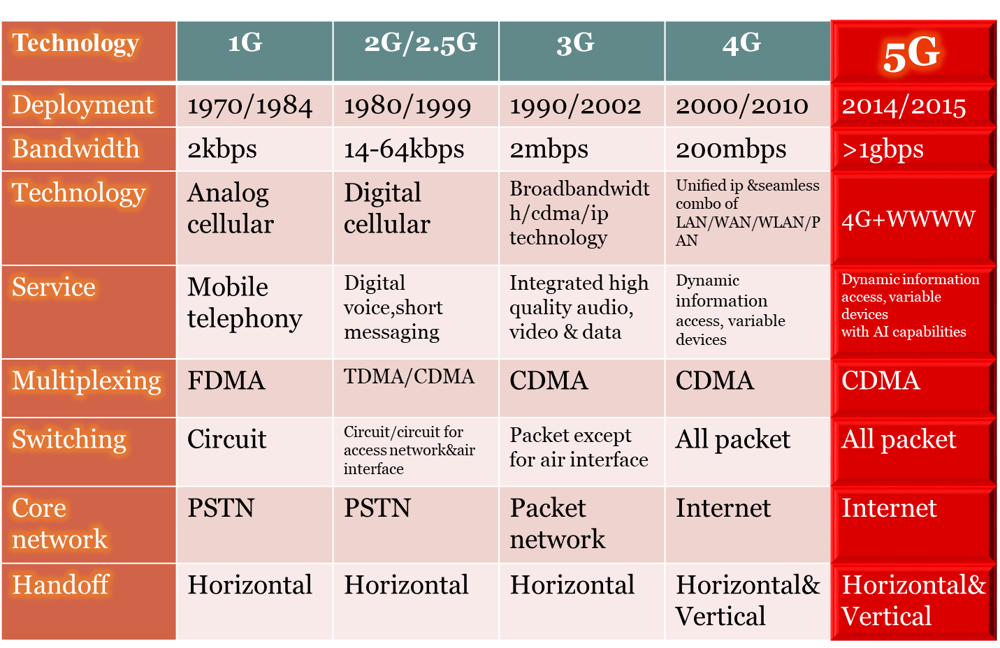 Technology 1G 2G/2.5G 3G 4G 5G
Deployment 1970/1984 1980/1999 1990/2002 2000/2010 2014/2015
Bandwidth 2kbps 14-64kbps 2mbps 200mbps >1gbps
Technology
Analog
cellular
Digital
cellular
Broadbandwidt
h/cdma/ip
technology
Unified ip &seamless
combo of
LAN/WAN/WLAN/P
AN
4G+WWWW
Service
Mobile
telephony
Digital
voice,short
messaging
Integrated high
quality audio,
video & data
Dynamic
information
access, variable
devices
Dynamic information
access, variable
devices
with AI capabilities
Multiplexing FDMA TDMA/CDMA CDMA CDMA CDMA
Switching
Circuit
Circuit/circuit for
access network&air
interface
Packet except
for air interface
All packet
All packet
Core
network
PSTN
PSTN
Packet
network
Internet
Internet
Handoff
Horizontal
Horizontal
Horizontal
Horizontal&
Vertical
Horizontal&
Vertical